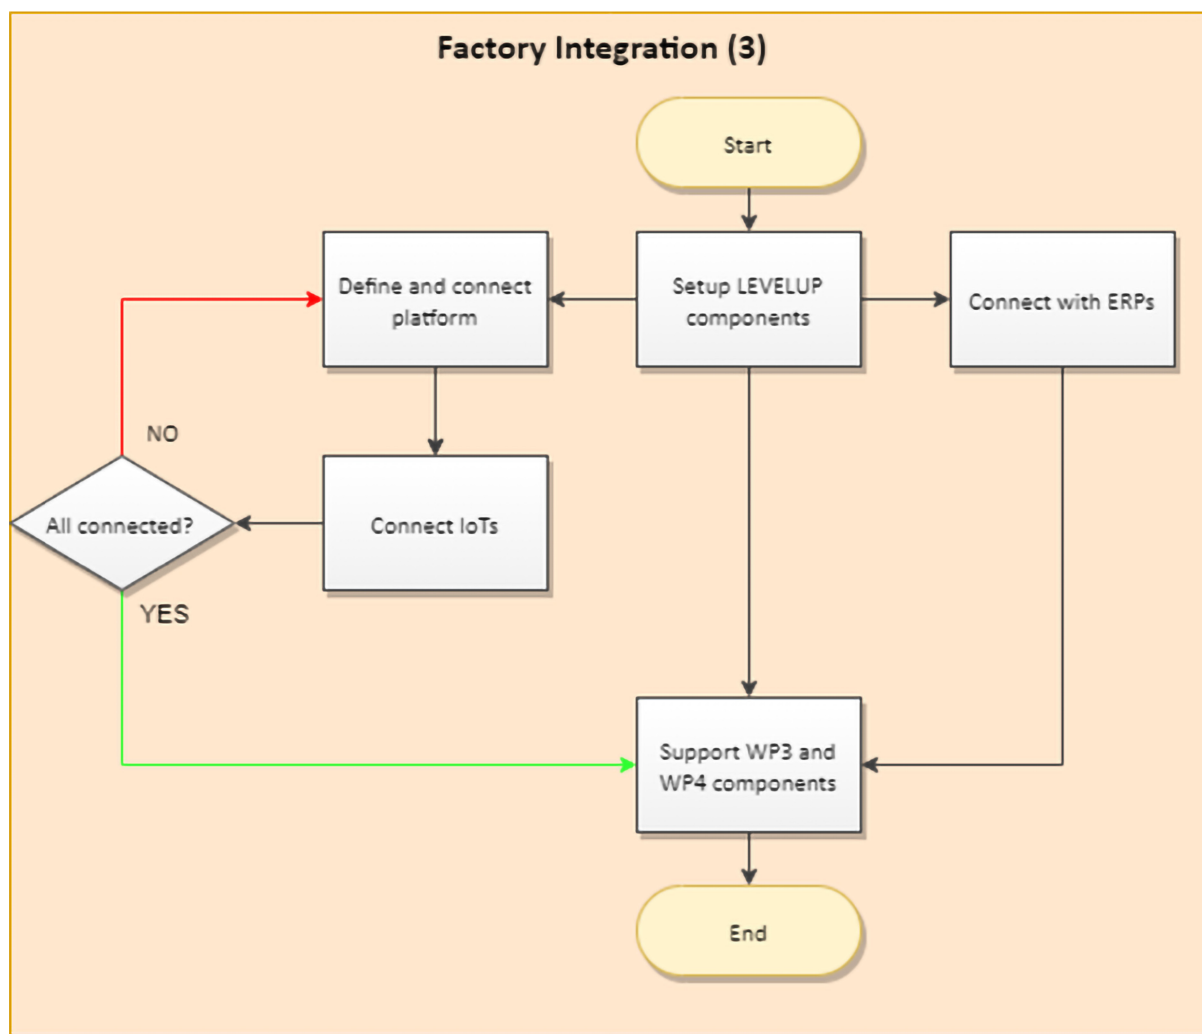 Factory Integration (3)
Start
Define and connect
platform
Setup LEVELUP
components
Connect with ERPs
NO
All connected?
Connect IoTs
YES
Support WP3 and
WP4 components
End